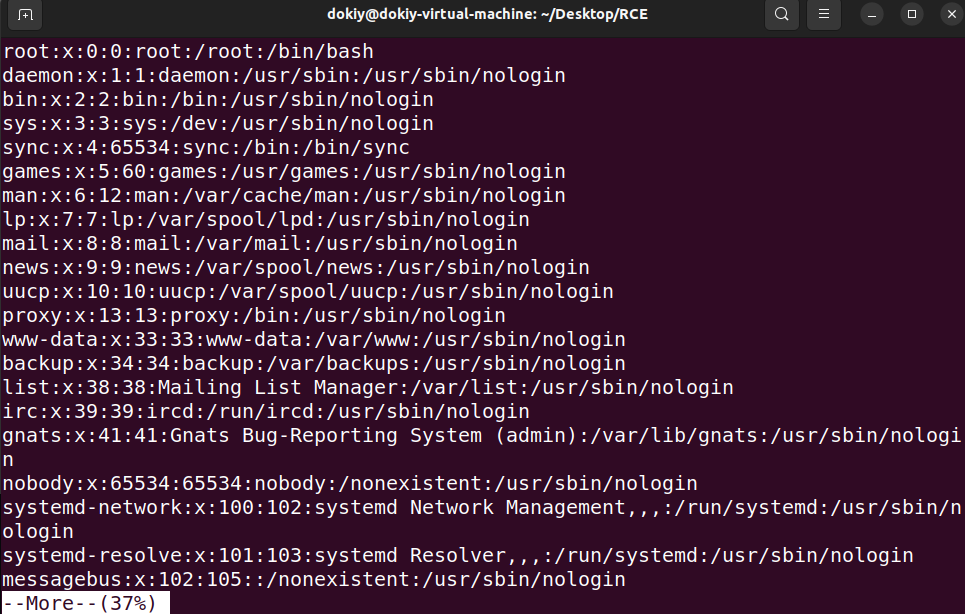 dokiy@dokiy-virtual-machine: ~/Desktop/RCE
root:x:0:0:root:/root:/bin/bash
daemon:x:1:1:daemon:/usr/sbin:/usr/sbin/nologin
bin:x:2:2:bin:/bin:/usr/sbin/nologin
sys:x:3:3:sys:/dev:/usr/sbin/nologin
sync:x:4:65534:sync:/bin:/bin/sync
games:x:5:60:games:/usr/games:/usr/sbin/nologin
man:x:6:12:man:/var/cache/man:/usr/sbin/nologin
lp:x:7:7:lp:/var/spool/lpd:/usr/sbin/nologin
mail:x:8:8:mail:/var/mail:/usr/sbin/nologin
news:x:9:9:news:/var/spool/news:/usr/sbin/nologin
uucp:x:10:10:uucp:/var/spool/uucp:/usr/sbin/nologin
proxy:x:13:13:proxy:/bin:/usr/sbin/nologin
www-data:x:33:33:www-data:/var/www:/usr/sbin/nologin
backup:x:34:34:backup:/var/backups:/usr/sbin/nologin
list:x:38:38:Mailing List Manager:/var/list:/usr/sbin/nologin
irc:x:39:39:ircd:/run/ircd:/usr/sbin/nologin
gnats:x:41:41:Gnats Bug-Reporting System (admin):/var/lib/gnats:/usr/sbin/nologi
n
nobody:x:65534:65534:nobody:/nonexistent:/usr/sbin/nologin
systemd-network:x:100:102:systemd Network Management,,,:/run/systemd:/usr/sbin/n
ologin
systemd-resolve:x:101:103:systemd Resolver,,,:/run/systemd:/usr/sbin/nologin
messagebus:x:102:105::/nonexistent:/usr/sbin/nologin
--More--(37%)